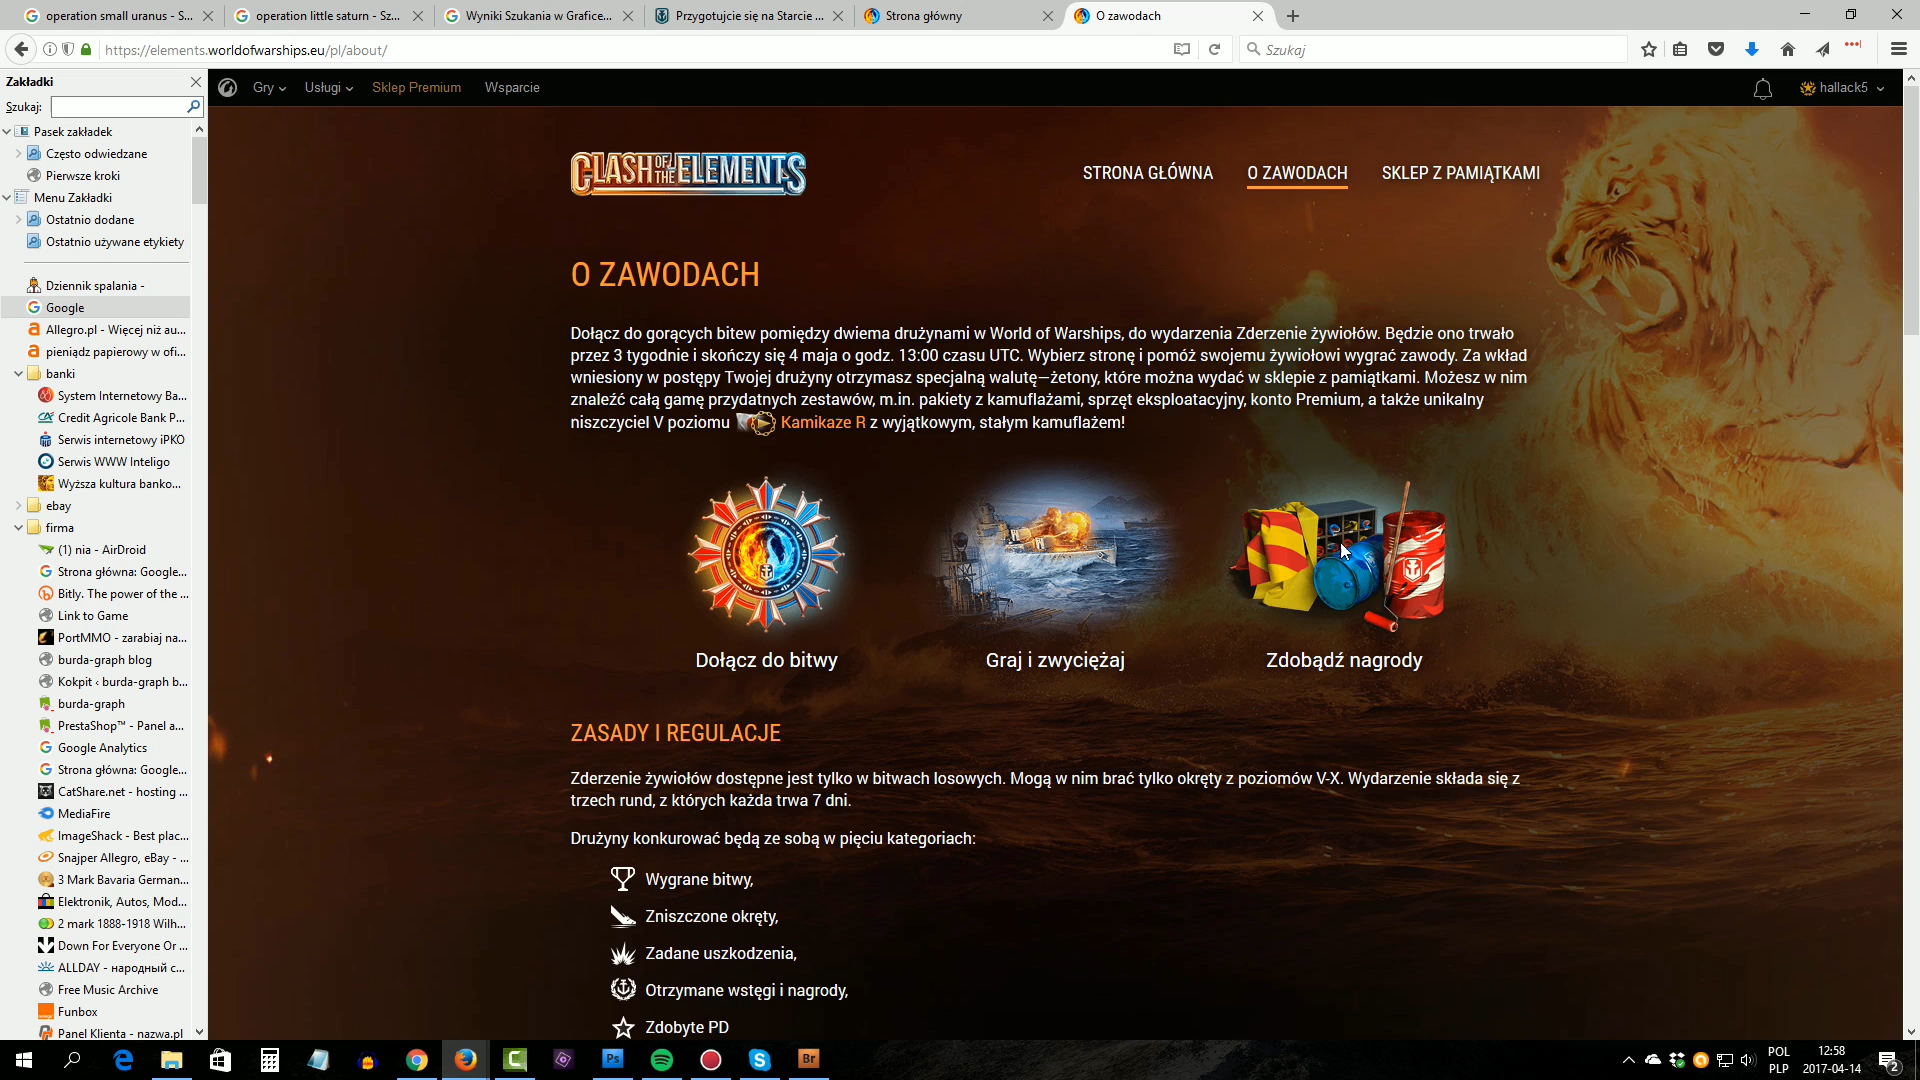 operation small uranus - S...
operation little saturn - Sz...
Wyniki Szukania w Grafice...
Przygotujcie się na Starcie ...
Strona główny
O zawodach
https://elements.worldofwarships.eu/pl/about/
Szukaj
Zakładki
Szukaj:
Pasek zakładek
Często odwiedzane
Pierwsze kroki
Menu Zakładki
Ostatnio dodane
Ostatnio używane etykiety
Dziennik spalania -
Google
Allegro.pl - Więcej niż au...
pieniądz papierowy w ofi...
banki
System Internetowy Ba...
Credit Agricole Bank P...
Serwis internetowy iPKO
Serwis WWW Inteligo
Wyższa kultura banko...
ebay
firma
(1) nia - AirDroid
Strona główna: Google...
Bitly. The power of the ...
Link to Game
PortMMO - zarabiaj na...
burda-graph blog
Kokpit ‹ burda-graph b...
burda-graph
PrestaShop™ - Panel a...
Google Analytics
Strona główna: Google...
CatShare.net - hosting ...
MediaFire
ImageShack - Best plac...
Snajper Allegro, eBay - ...
3 Mark Bavaria German...
Elektronik, Autos, Mod...
2 mark 1888-1918 Wilh...
Down For Everyone Or ...
ALLDAY - народный с...
Free Music Archive
Funbox
Panel Klienta - nazwa.pl
Gry
Usługi
Sklep Premium
Wsparcie
hallack5
CLASH OF THE ELEMENTS
STRONA GŁÓWNA
O ZAWODACH
SKLEP Z PAMIĄTKAMI
O ZAWODACH
Dołącz do gorących bitew pomiędzy dwiema drużynami w World of Warships, do wydarzenia Zderzenie żywiołów. Będzie ono trwało
przez 3 tygodnie i skończy się 4 maja o godz. 13:00 czasu UTC. Wybierz stronę i pomóż swojemu żywiołowi wygrać zawody. Za wkład
wniesiony w postępy Twojej drużyny otrzymasz specjalną walutę—żetony, które można wydać w sklepie z pamiątkami. Możesz w nim
znaleźć całą gamę przydatnych zestawów, m.in. pakiety z kamuflażami, sprzęt eksploatacyjny, konto Premium, a także unikalny
niszczyciel V poziomu Kamikaze R z wyjątkowym, stałym kamuflażem!
Dołącz do bitwy
Graj i zwyciężaj
Zdobądź nagrody
ZASADY I REGULACJE
Zderzenie żywiołów dostępne jest tylko w bitwach losowych. Mogą w nim brać tylko okręty z poziomów V-X. Wydarzenie składa się z
trzech rund, z których każda trwa 7 dni.
Drużyny konkurować będą ze sobą w pięciu kategoriach:
Wygrane bitwy,
Zniszczone okręty,
Zadane uszkodzenia,
Otrzymane wstęgi i nagrody,
Zdobyte PD
Ps
Br
POL
PLP
12:58
2017-04-14
2